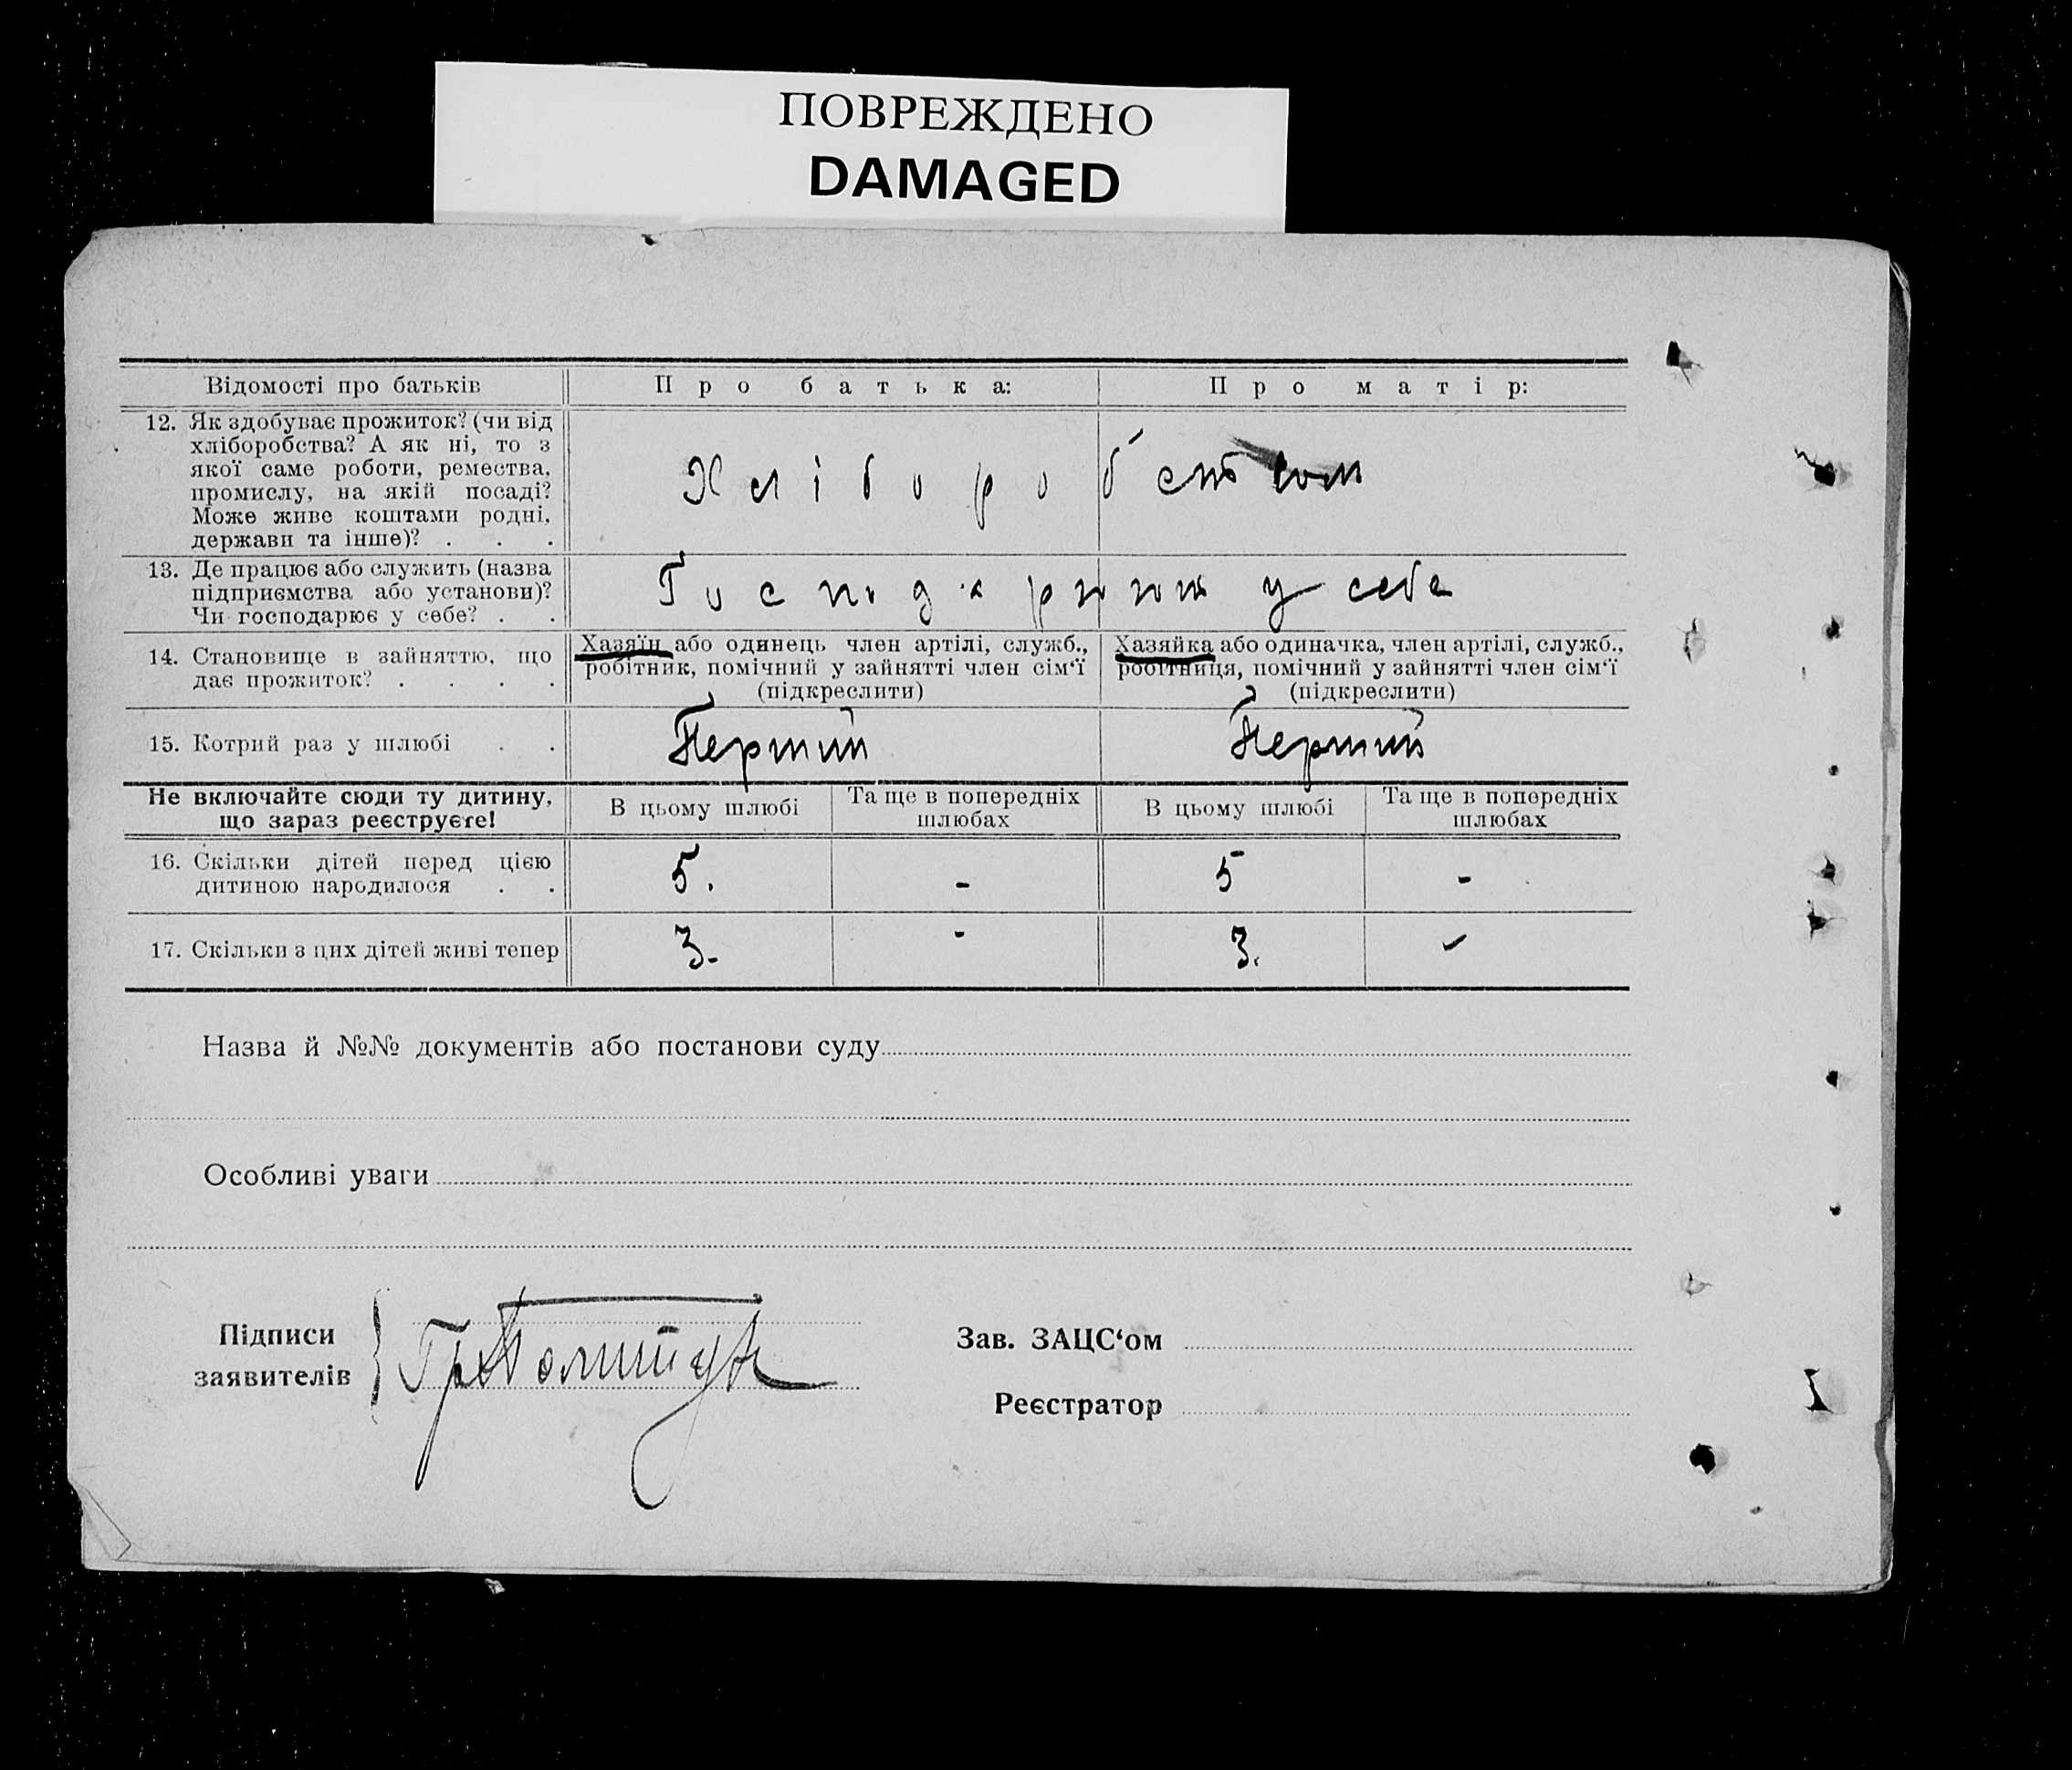 ПОВРЕЖДЕНО
DAMAGED
Відомості про батьків
Про батька:
Про матір:
12. Як здобуває прожиток? (чи від
хліборобства? А як ні, то з
якої саме роботи, ремества,
промислу, на якій посаді?
Може живе коштами родні,
держави та інше)? . . .
Хліборобством
13. Де працює або служить (назва
підприємства або установи)?
Чи господарює у себе? . .
у себе
14. Становище в зайняттю, що
дає прожиток? . . . .
Хазяїн або одинець член артілі, служб.,
робітник, помічний у зайнятті член сім‘ї
(підкреслити)
Хазяйка або одиначка, член артілі, служб.,
робітниця, помічний у зайнятті член сім‘ї
(підкреслити)
15. Котрий раз у шлюбі . .
Перший
Перший
Не включайте сюди ту дитину,
що зараз реєструєте!
В цьому шлюбі
Та ще в попередніх
шлюбах
В цьому шлюбі
Та ще в попередніх
шлюбах
16. Скільки дітей перед цією
дитиною народилося . .
5.
-
5
-
17. Скільки з цих дітей живі тепер
3.
-
3.
-
Назва й №№ документів або постанови суду
Особливі уваги
Підписи
заявителів
Зав. ЗАЦС‘ом
Реєстратор